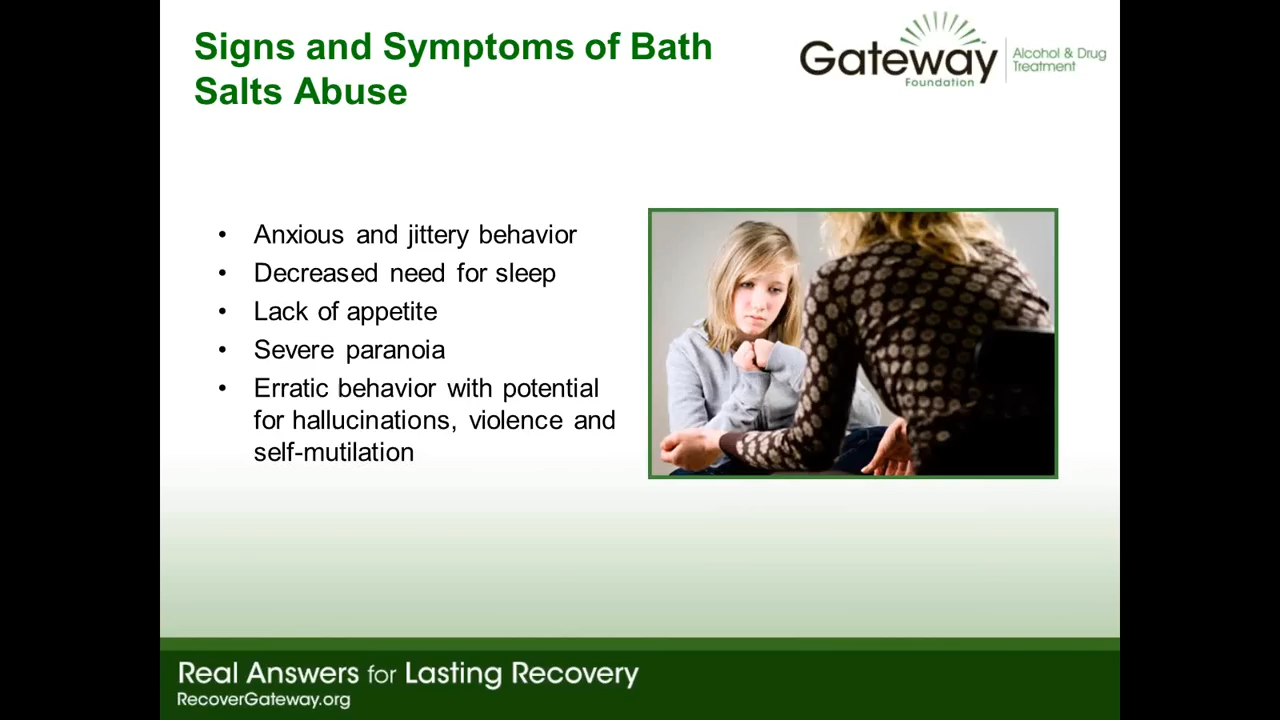 Signs and Symptoms of Bath
Salts Abuse
Gateway
Foundation
Alcohol & Drug
Treatment
• Anxious and jittery behavior
• Decreased need for sleep
• Lack of appetite
• Severe paranoia
• Erratic behavior with potential
for hallucinations, violence and
self-mutilation
Real Answers for Lasting Recovery
RecoverGateway.org